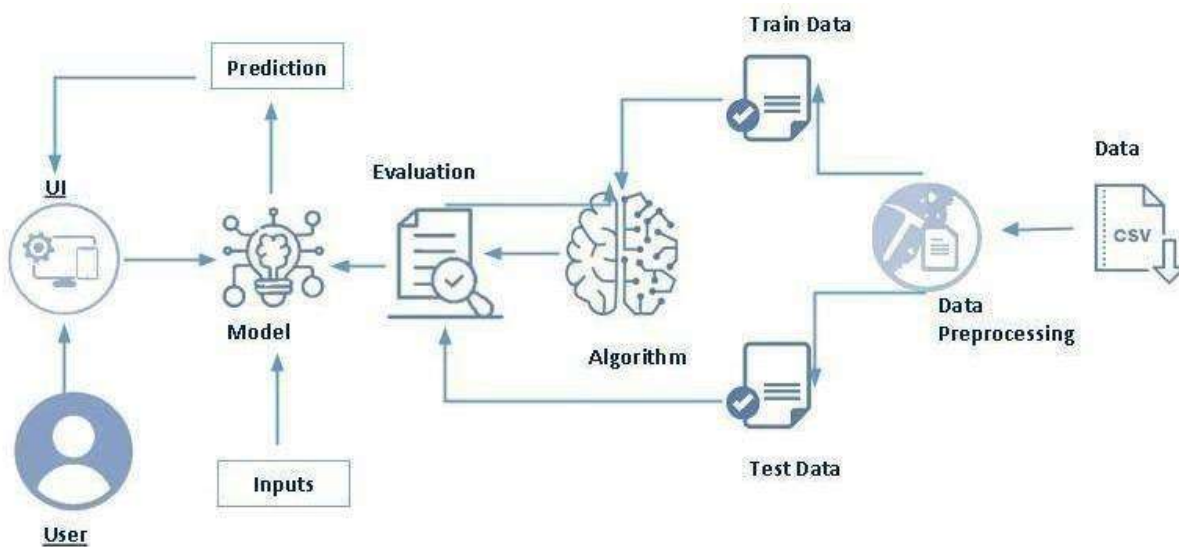 Train Data
Prediction
Data
Evaluation
UI
CSV
Model
Data
Preprocessing
Algorithm
Test Data
Inputs
User